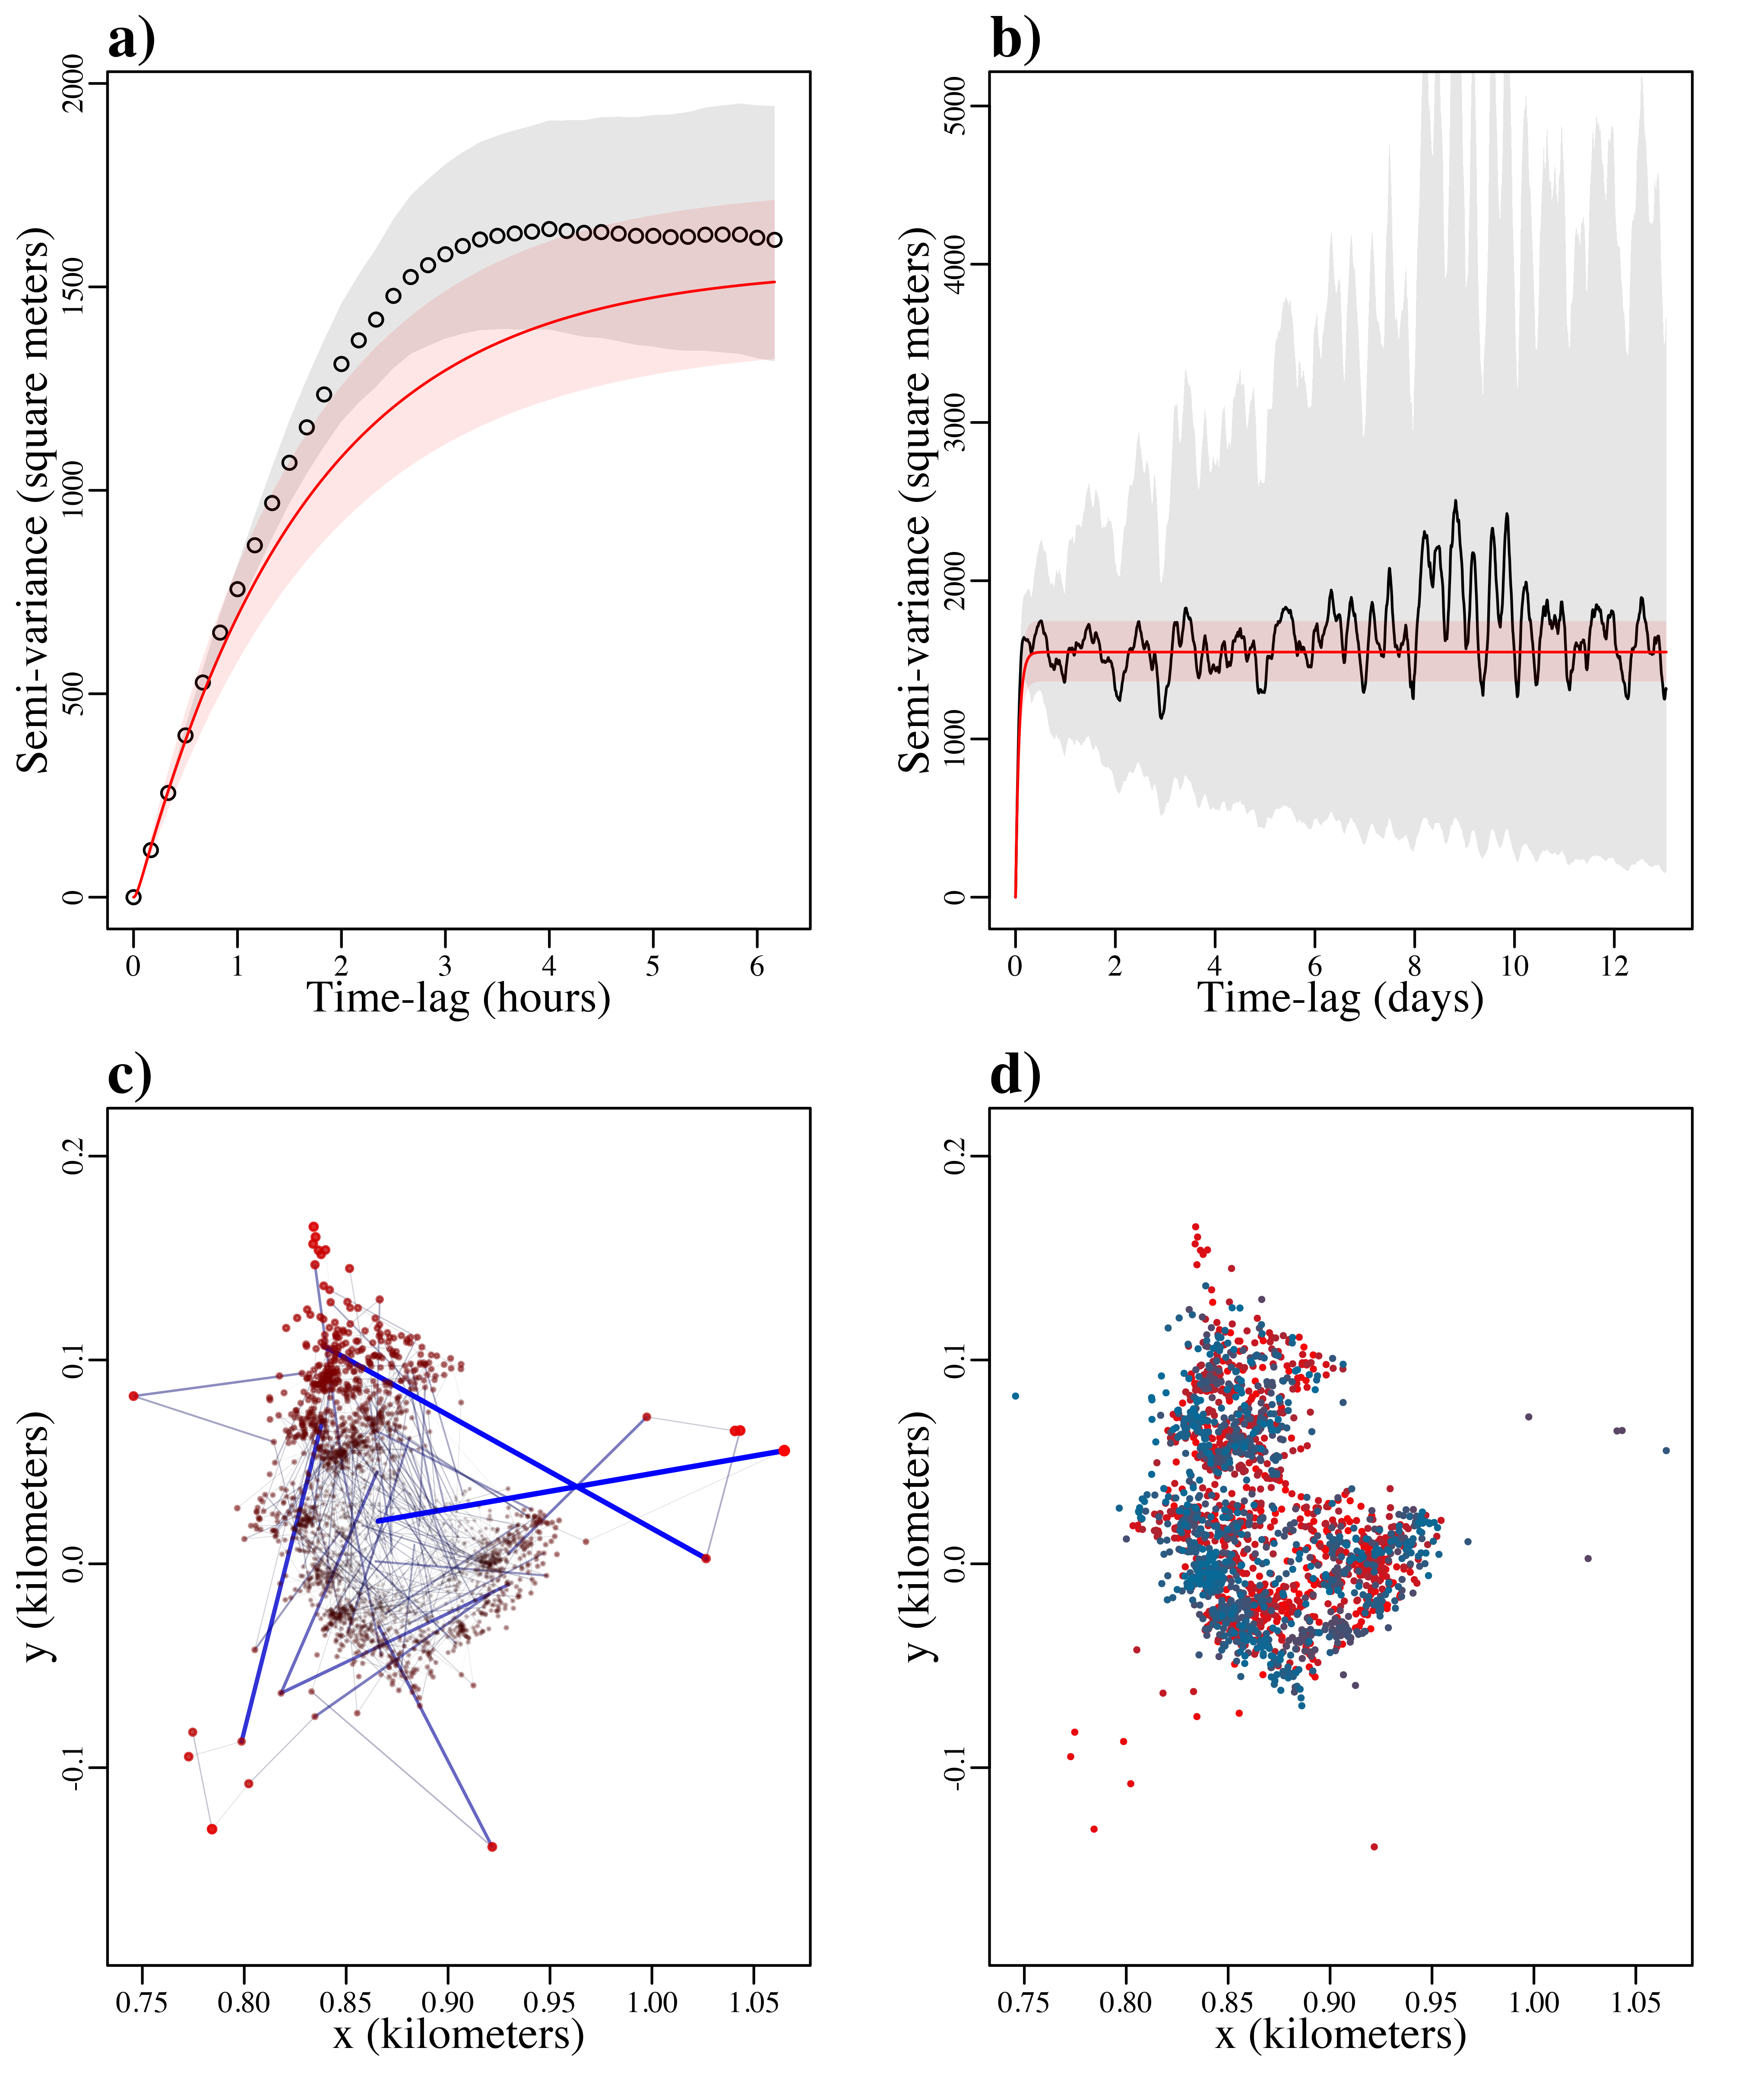 a)
Semi-variance (square meters)
0 500 1000 1500 2000
0 1 2 3 4 5 6
Time-lag (hours)
b)
Semi-variance (square meters)
0 1000 2000 3000 4000 5000
0 2 4 6 8 10 12
Time-lag (days)
c)
y (kilometers)
-0.1 0.0 0.1 0.2
0.75 0.80 0.85 0.90 0.95 1.00 1.05
x (kilometers)
d)
y (kilometers)
-0.1 0.0 0.1 0.2
0.75 0.80 0.85 0.90 0.95 1.00 1.05
x (kilometers)